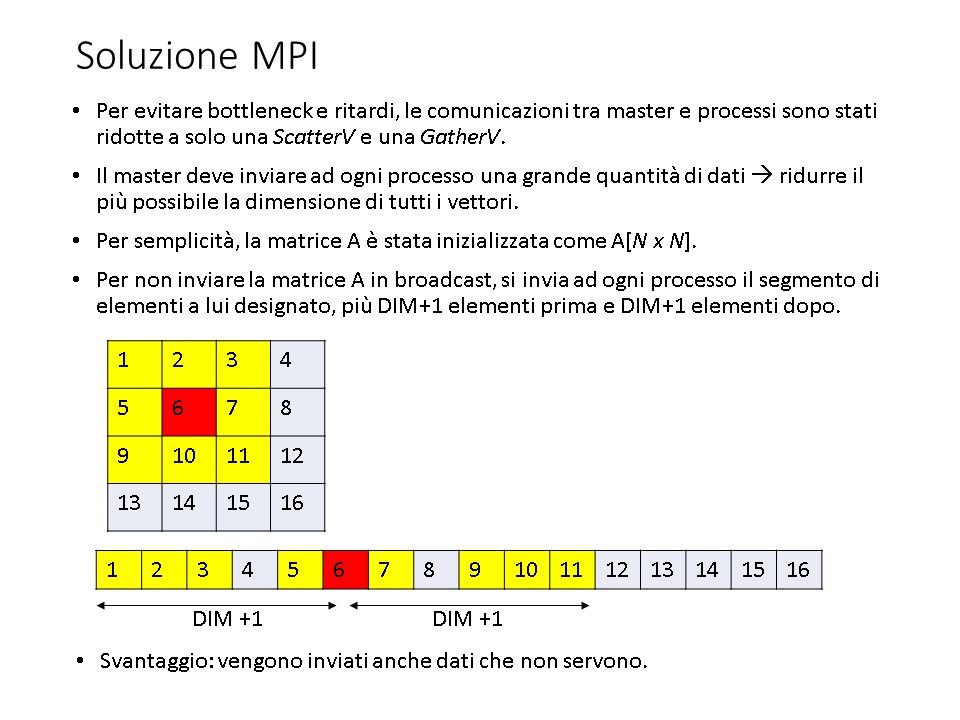 Soluzione MPI
• Per evitare bottleneck e ritardi, le comunicazioni tra master e processi sono stati
ridotte a solo una ScatterV e una GatherV.
• Il master deve inviare ad ogni processo una grande quantità di dati → ridurre il
più possibile la dimensione di tutti i vettori.
• Per semplicità, la matrice A è stata inizializzata come A[N x N].
• Per non inviare la matrice A in broadcast, si invia ad ogni processo il segmento di
elementi a lui designato, più DIM+1 elementi prima e DIM+1 elementi dopo.
1 2 3 4
5 6 7 8
9 10 11 12
13 14 15 16
1 2 3 4 5 6 7 8 9 10 11 12 13 14 15 16
DIM +1 DIM +1
• Svantaggio: vengono inviati anche dati che non servono.